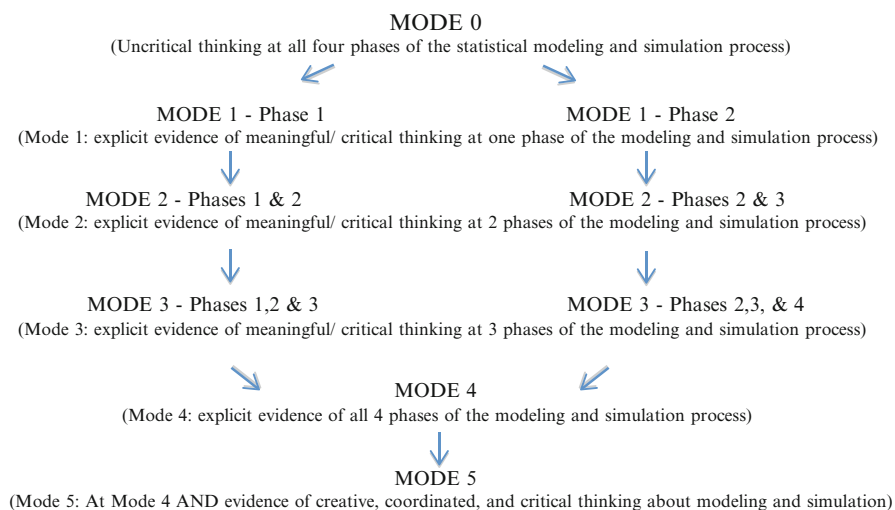 MODE 0
(Uncritical thinking at all four phases of the statistical modeling and simulation process)
MODE 1 - Phase 1 MODE 1 - Phase 2
(Mode 1: explicit evidence of meaningful/ critical thinking at one phase of the modeling and simulation process)
MODE 2 - Phases 1 & 2 MODE 2 - Phases 2 & 3
(Mode 2: explicit evidence of meaningful/ critical thinking at 2 phases of the modeling and simulation process)
MODE 3 - Phases 1,2 & 3 MODE 3 - Phases 2,3, & 4
(Mode 3: explicit evidence of meaningful/ critical thinking at 3 phases of the modeling and simulation process)
MODE 4
(Mode 4: explicit evidence of all 4 phases of the modeling and simulation process)
MODE 5
(Mode 5: At Mode 4 AND evidence of creative, coordinated, and critical thinking about modeling and simulation)